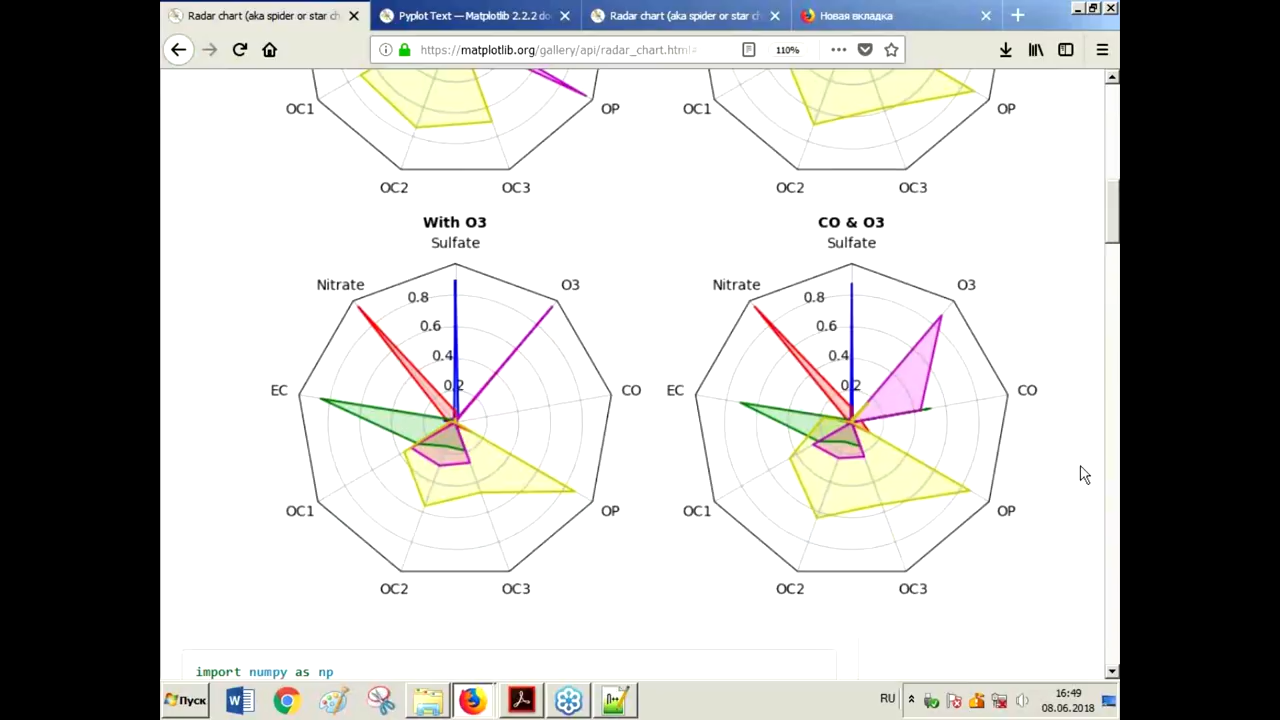 Radar chart (aka spider or star ch
Pyplot Text — Matplotlib 2.2.2 do
Radar chart (aka spider or star ch
Новая вкладка
https://matplotlib.org/gallery/api/radar_chart.html
110%
OC1
OP
OC1
OP
OC2
OC3
OC2
OC3
With O3
CO & O3
Sulfate
Sulfate
Nitrate
O3
Nitrate
O3
0.8
0.8
0.6
0.6
0.4
0.4
0.2
0.2
EC
CO
EC
CO
OC1
OP
OC1
OP
OC2
OC3
OC2
OC3
import numpy as np
Пуск
RU
16:49
08.06.2018